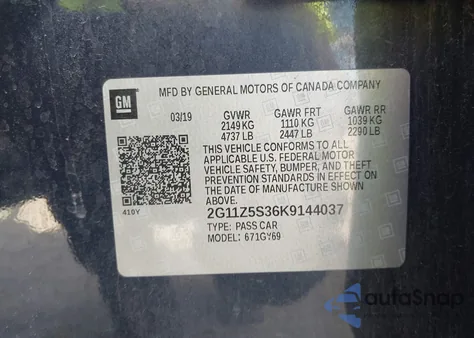 GM
MFD BY GENERAL MOTORS OF CANADA COMPANY
03/19 GVWR GAWR FRT GAWR RR
2149 KG 1110 KG 1039 KG
4737 LB 2447 LB 2290 LB
THIS VEHICLE CONFORMS TO ALL
APPLICABLE U.S. FEDERAL MOTOR
VEHICLE SAFETY, BUMPER, AND THEFT
PREVENTION STANDARDS IN EFFECT ON
THE DATE OF MANUFACTURE SHOWN
ABOVE.
410Y
2G11Z5S36K9144037
TYPE: PASS CAR
MODEL: 671GY69
autoSnap